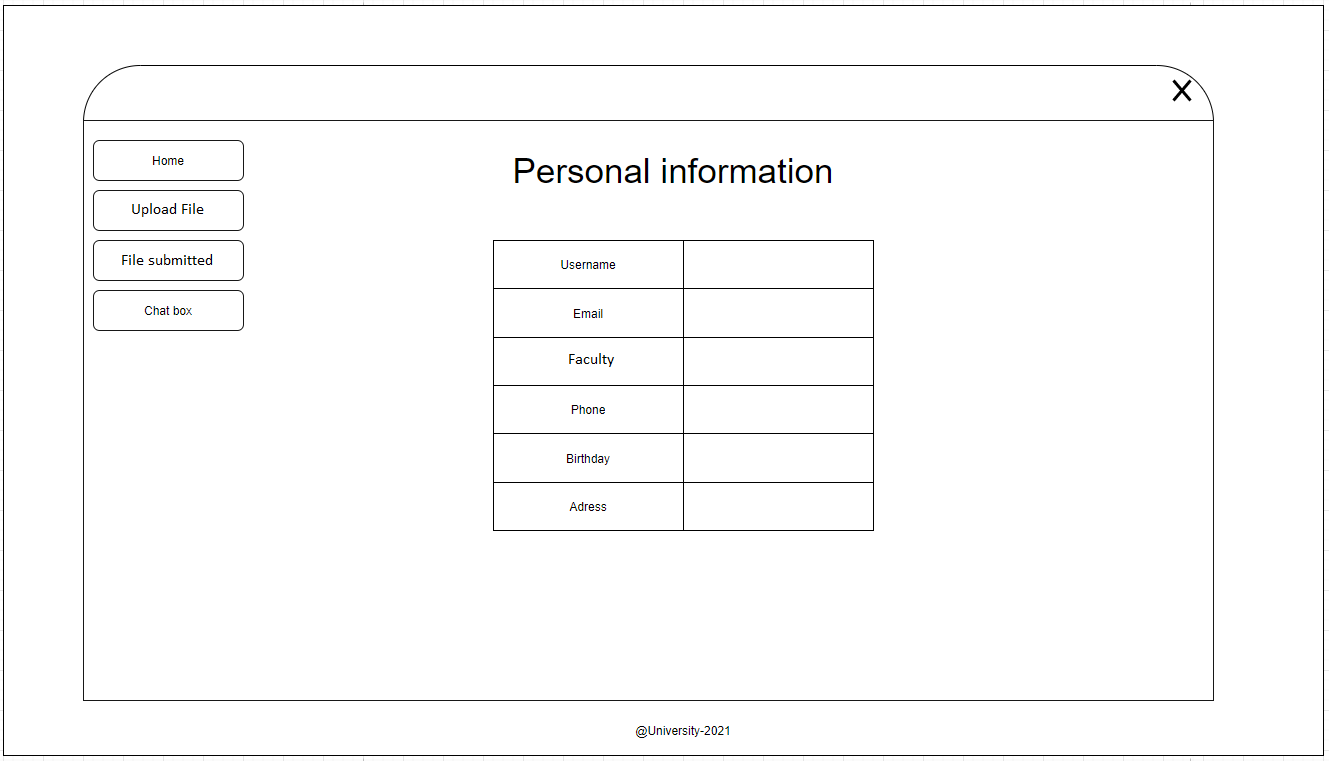 X
Home
Upload File
File submitted
Chat box
Personal information
Username
Email
Faculty
Phone
Birthday
Adress
@University-2021